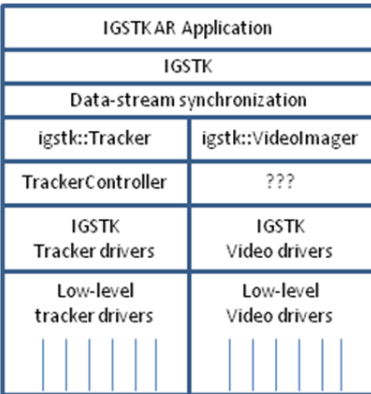 IGSTK AR Application
IGSTK
Data-stream synchronization
igstk::Tracker
igstk::VideoImager
TrackerController
???
IGSTK
Tracker drivers
IGSTK
Video drivers
Low-level
tracker drivers
Low-level
Video drivers